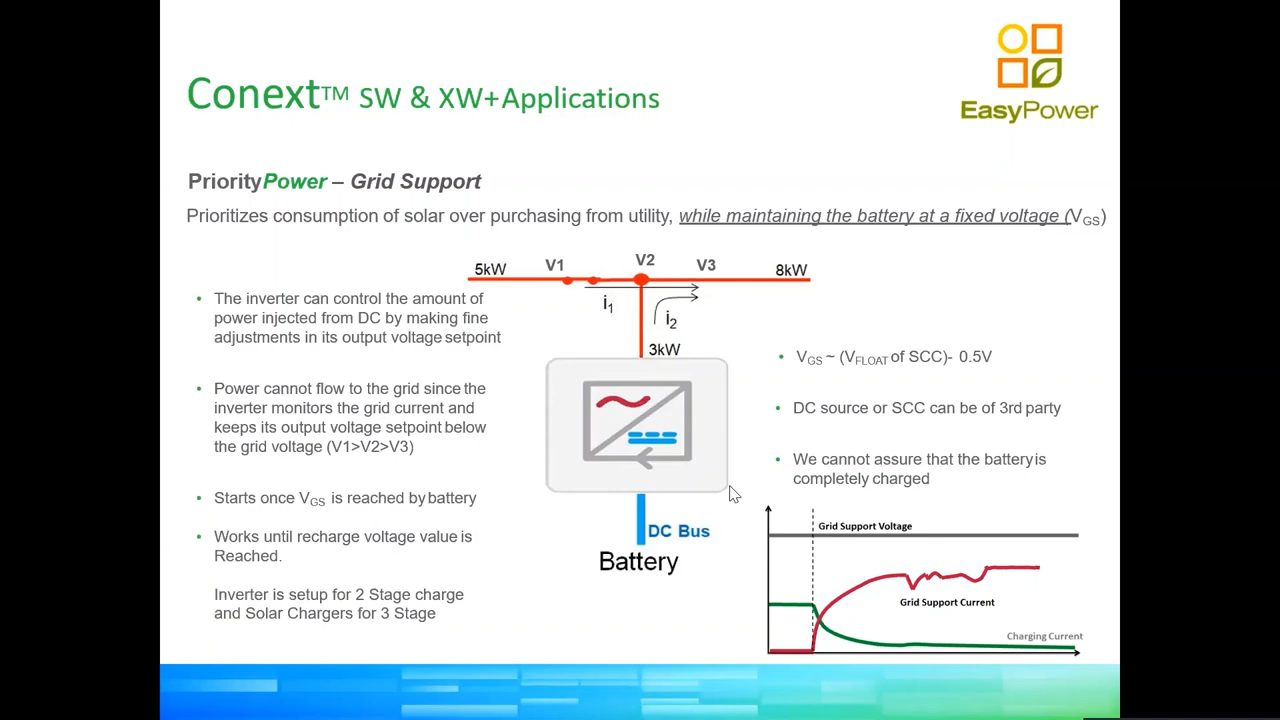 Conext™ SW & XW+Applications
EasyPower
PriorityPower – Grid Support
Prioritizes consumption of solar over purchasing from utility, while maintaining the battery at a fixed voltage (VGS)
5kW
V1
V2
V3
8kW
i1
i2
3kW
• The inverter can control the amount of
power injected from DC by making fine
adjustments in its output voltage setpoint
• Power cannot flow to the grid since the
inverter monitors the grid current and
keeps its output voltage setpoint below
the grid voltage (V1>V2>V3)
• Starts once VGS is reached by battery
• Works until recharge voltage value is
Reached.
Inverter is setup for 2 Stage charge
and Solar Chargers for 3 Stage
DC Bus
Battery
• VGS ~ (VFLOAT of SCC)- 0.5V
• DC source or SCC can be of 3rd party
• We cannot assure that the battery is
completely charged
Grid Support Voltage
Grid Support Current
Charging Current